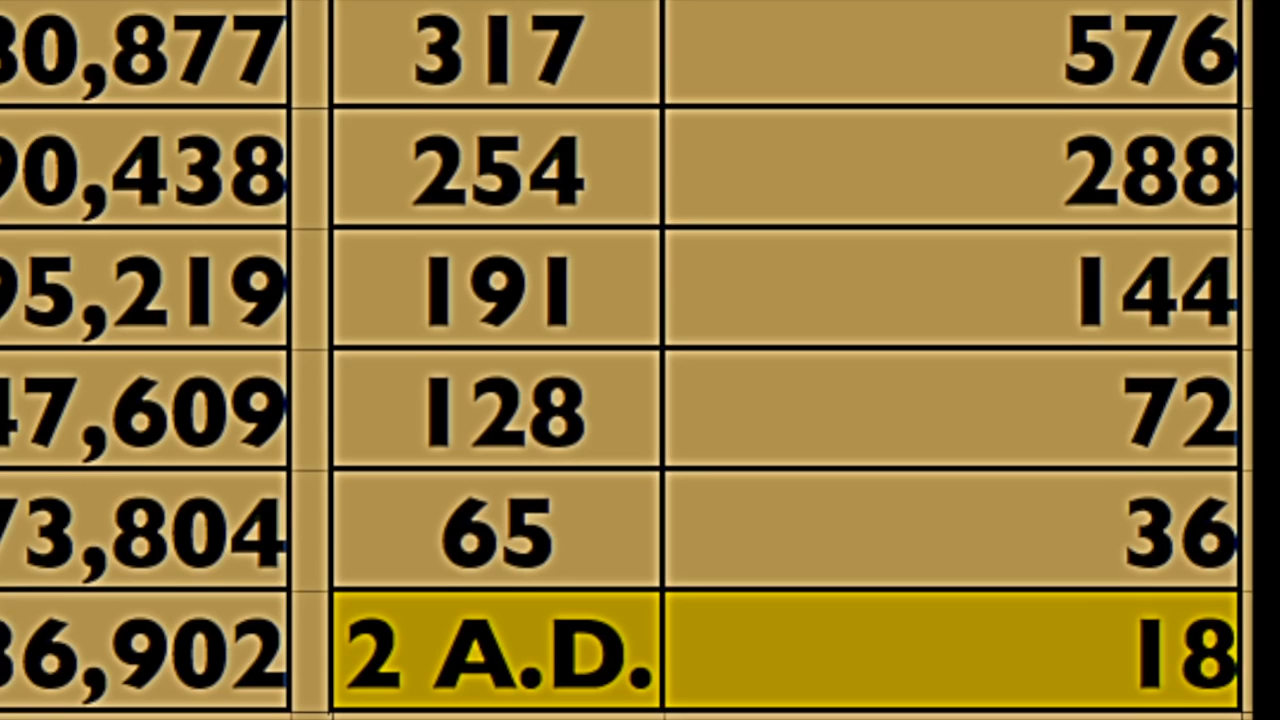 80,877 317 576
90,438 254 288
95,219 191 144
47,609 128 72
73,804 65 36
36,902 2 A.D. 18